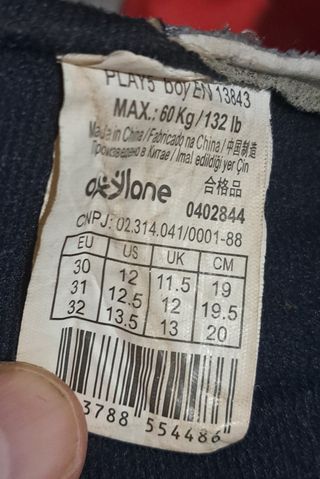 PLAY5 boy EN 13843
MAX.: 60 Kg / 132 lb
Made in China / Fabricado na China / 中国制造
Произведено в Китае / Imal edildiği yer Çin
oxylane 合格品
0402844
CNPJ: 02.314.041/0001-88
EU US UK CM
30 12 11.5 19
31 12.5 12 19.5
32 13.5 13 20
3788 554486